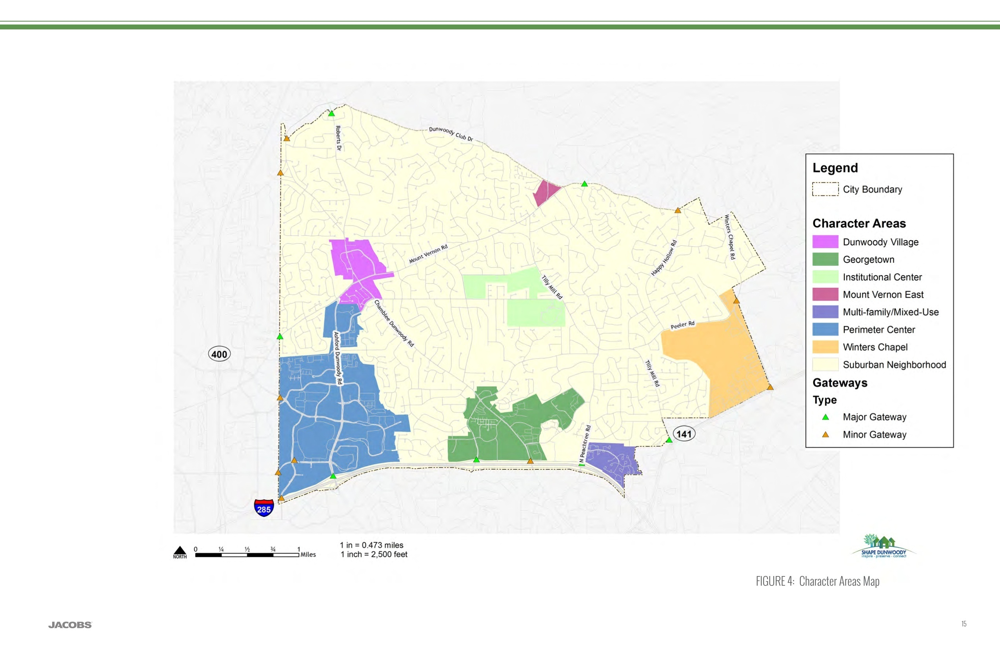 Roberts Dr
Dunwoody Club Dr
Mount Vernon Rd
Happy Hollow Rd
Winters Chapel Rd
Tilly Mill Rd
Chamblee Dunwoody Rd
Peeler Rd
Ashford Dunwoody Rd
Tilly Mill Rd
N Peachtree Rd
400
141
285
Legend
City Boundary
Character Areas
Dunwoody Village
Georgetown
Institutional Center
Mount Vernon East
Multi-family/Mixed-Use
Perimeter Center
Winters Chapel
Suburban Neighborhood
Gateways
Type
Major Gateway
Minor Gateway
NORTH
0 ¼ ½ ¾ 1
Miles
1 in = 0.473 miles
1 inch = 2,500 feet
SHAPE DUNWOODY
inspire - preserve - connect
FIGURE 4: Character Areas Map
JACOBS
15